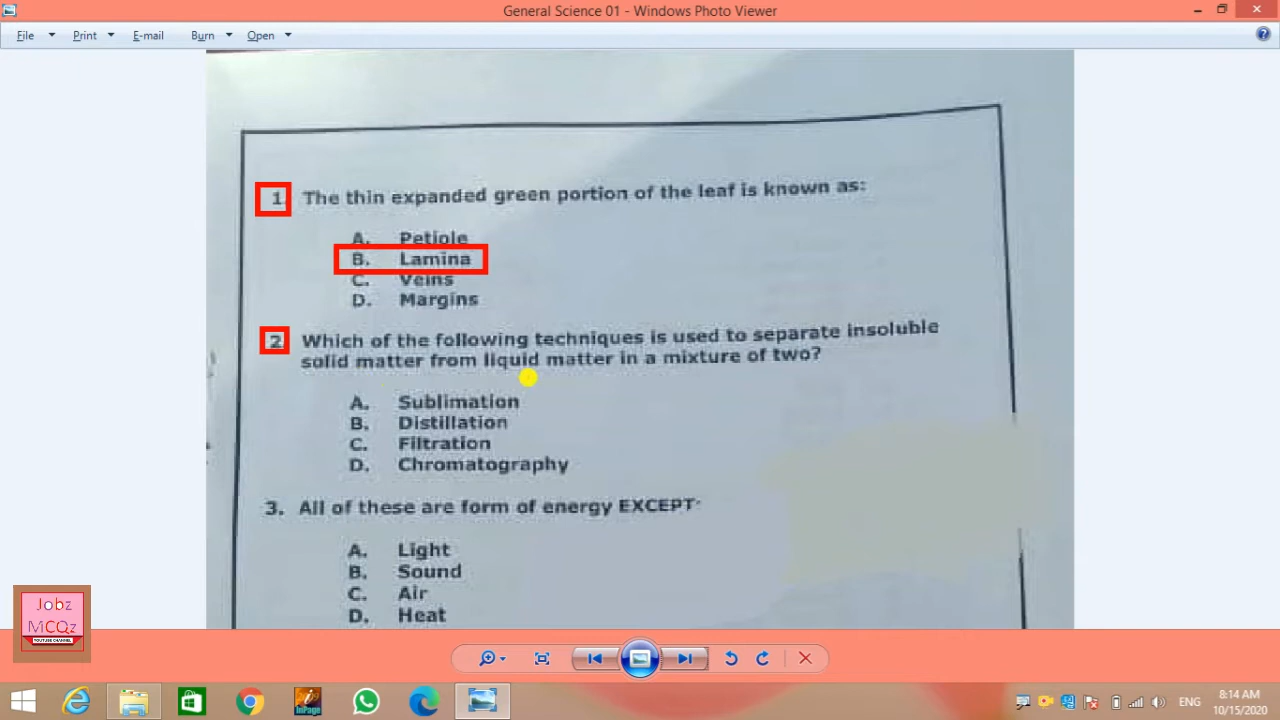 General Science 01 - Windows Photo Viewer
File Print E-mail Burn Open
1. The thin expanded green portion of the leaf is known as:
A. Petiole
B. Lamina
C. Veins
D. Margins
2. Which of the following techniques is used to separate insoluble
solid matter from liquid matter in a mixture of two?
A. Sublimation
B. Distillation
C. Filtration
D. Chromatography
3. All of these are form of energy EXCEPT
A. Light
B. Sound
C. Air
D. Heat
Jobz
MCQz
YOUTUBE CHANNEL
InPage
ENG
8:14 AM
10/15/2020